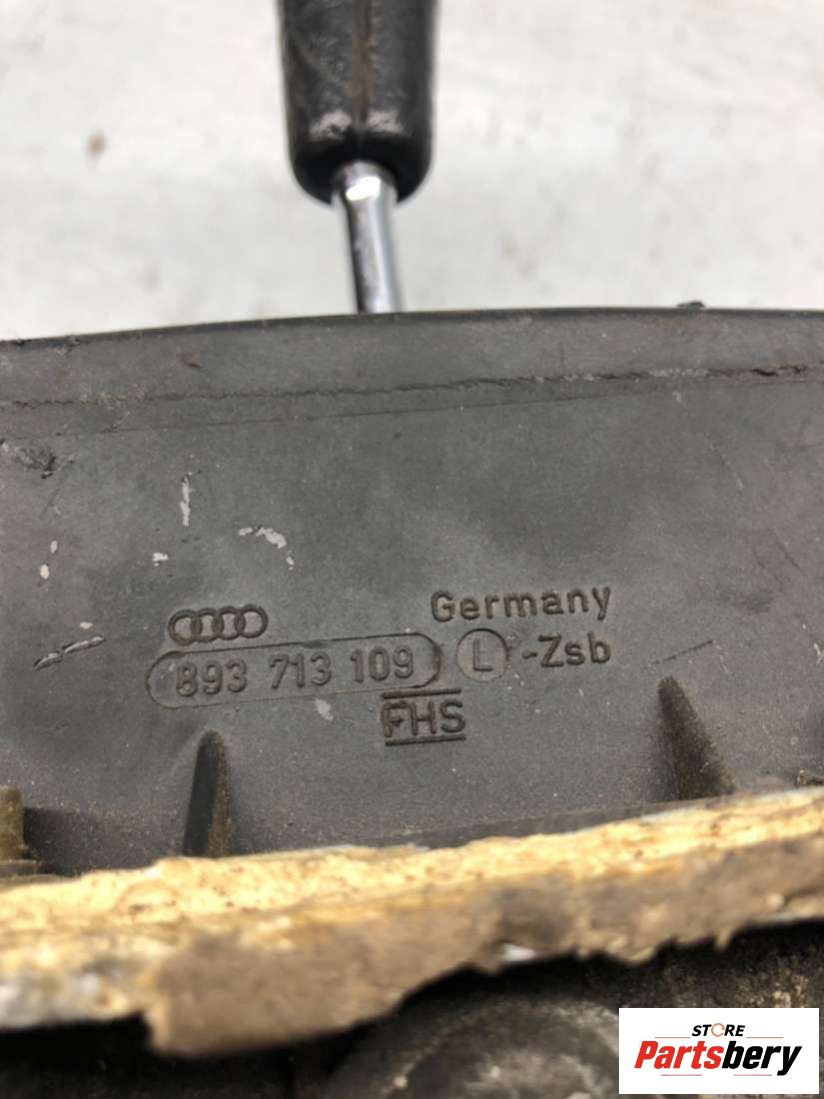 Germany
893 713 109 L -Zsb
FHS
STORE
Partsbery